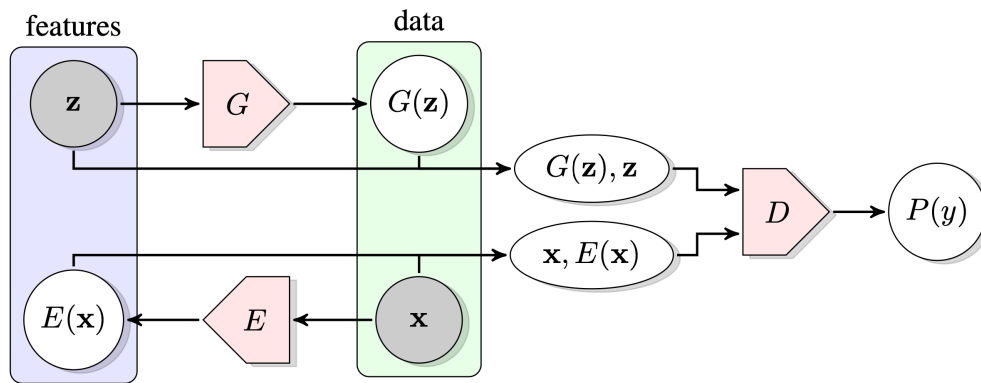 features data
z G G(z)
G(z), z
D P(y)
x, E(x)
E(x) E x